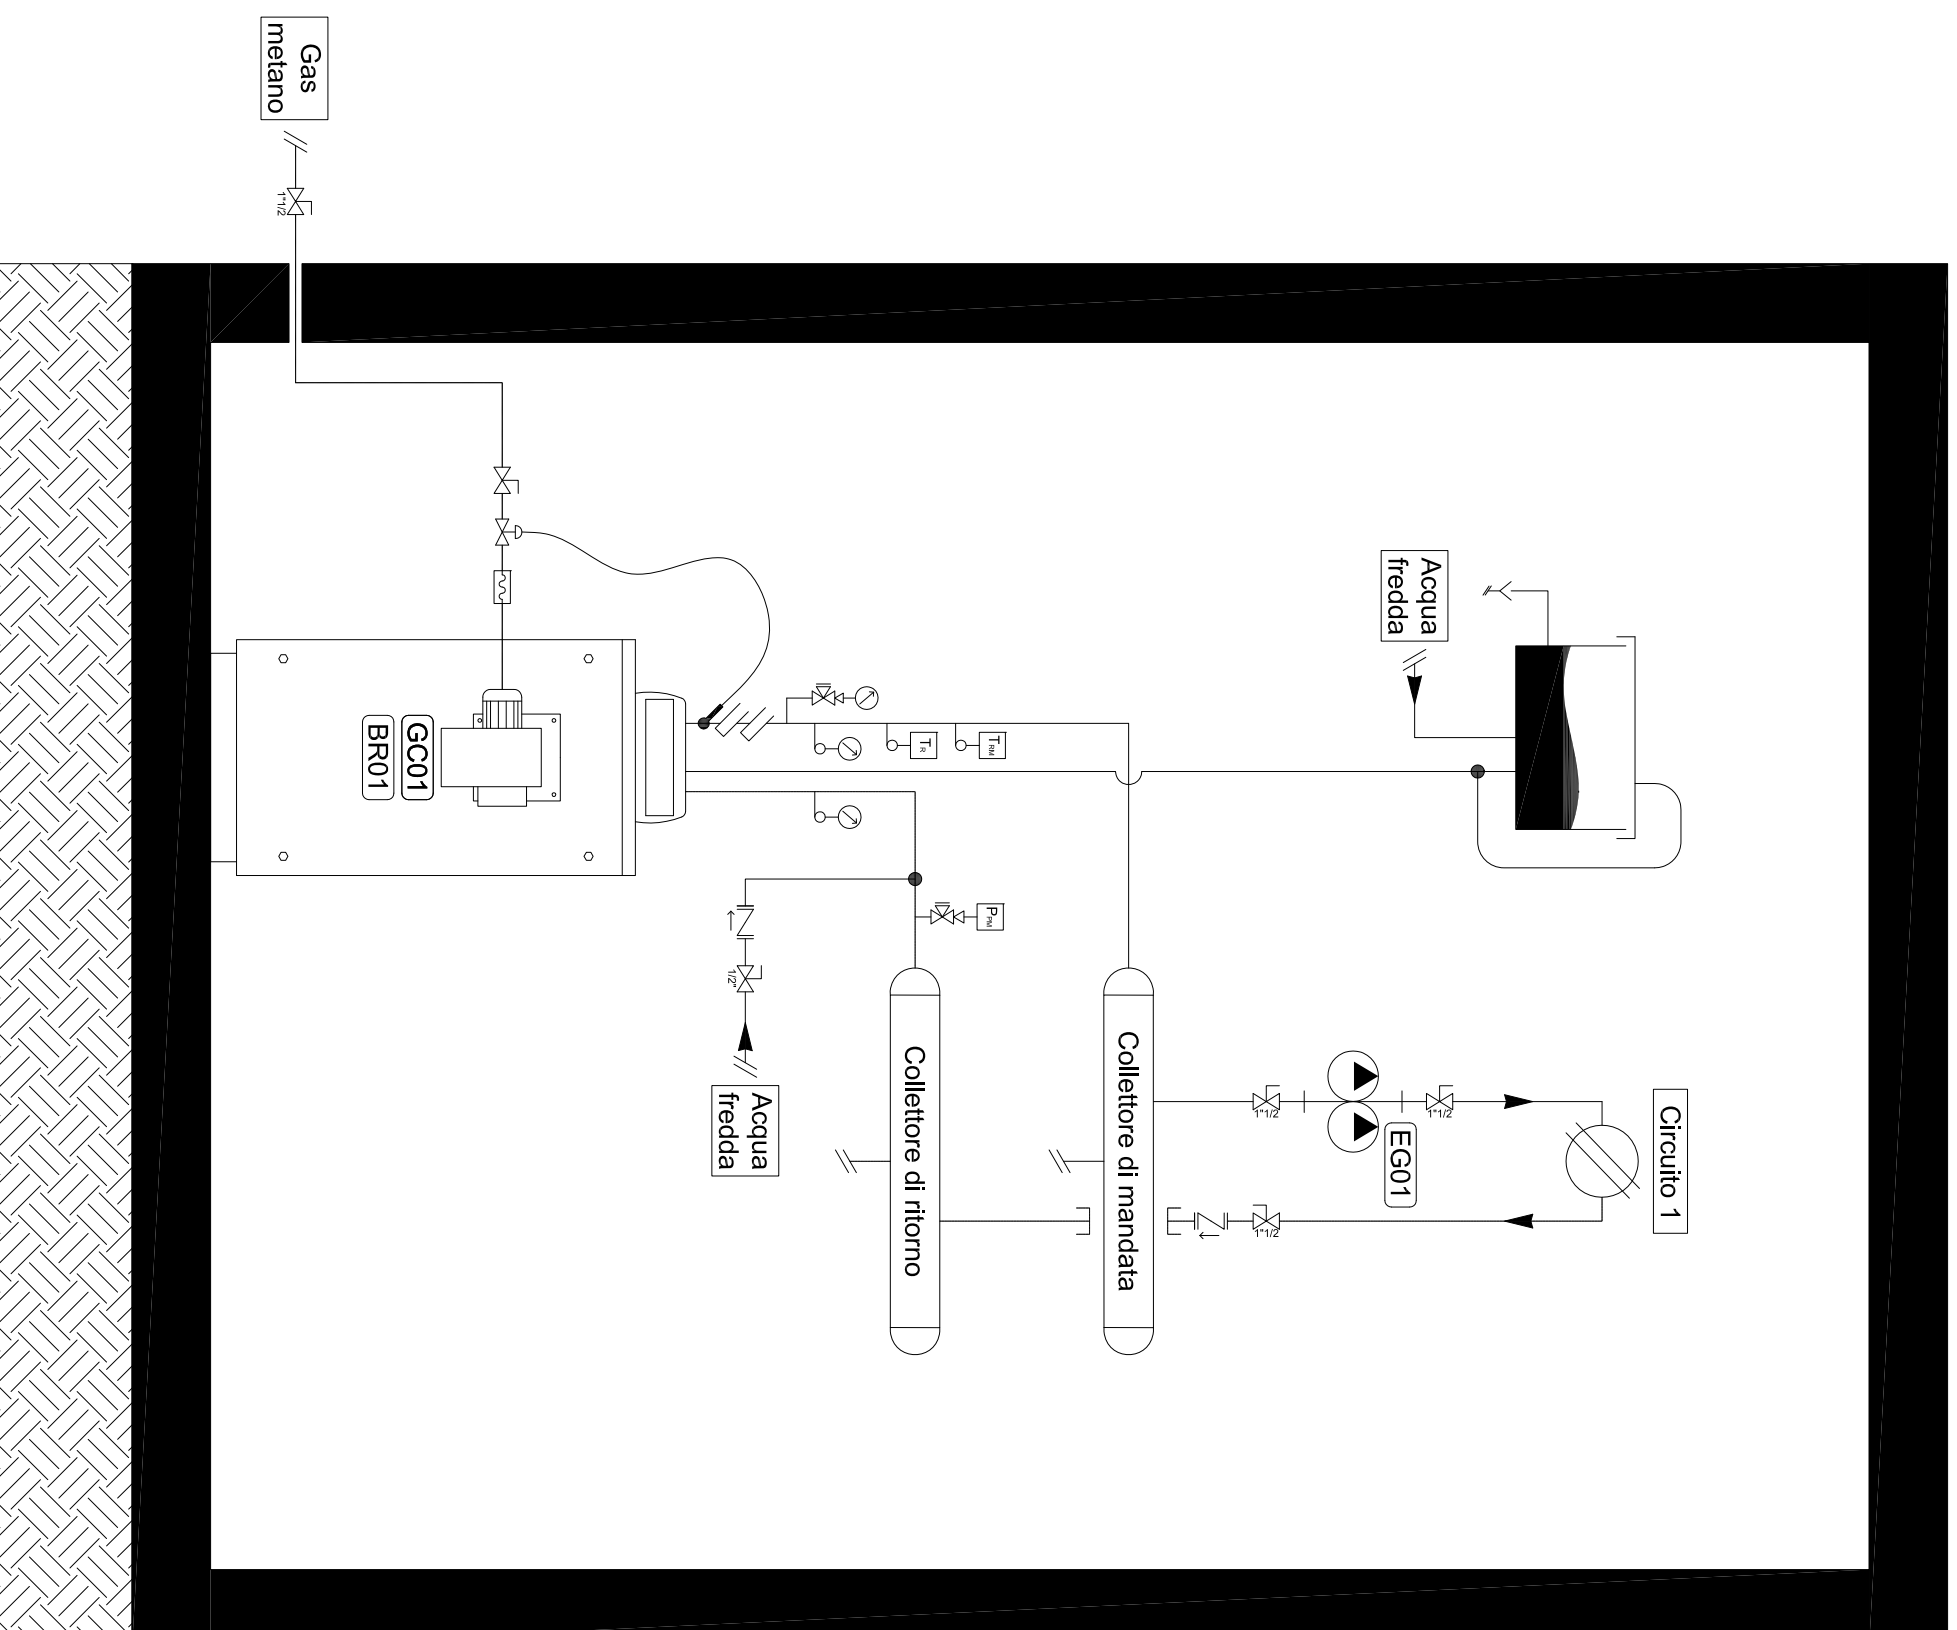 Circuito 1
1"1/2
Acqua
fredda
EG01
1"1/2
1"1/2
Collettore di mandata
TRM
PPM
TR
Collettore di ritorno
Acqua
fredda
1/2"
GC01
BR01
Gas
metano
1"1/2